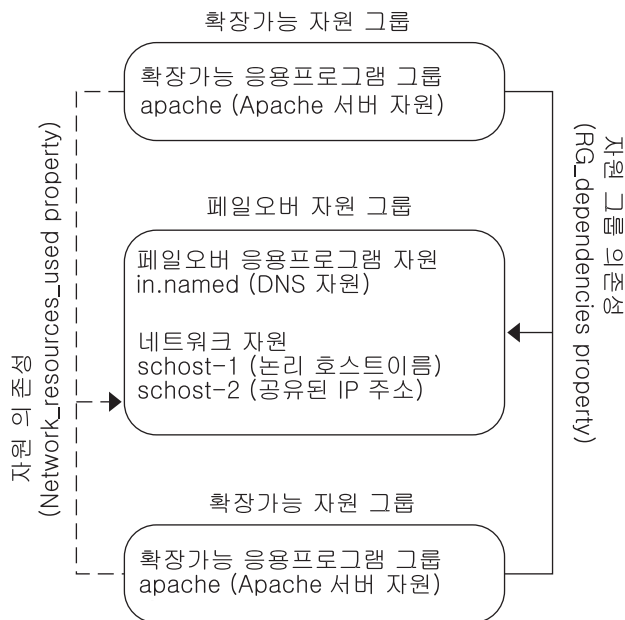 확장가능 자원 그룹
확장가능 응용프로그램 그룹
apache (Apache 서버 자원)
페일오버 자원 그룹
페일오버 응용프로그램 자원
in.named (DNS 자원)
네트워크 자원
schost-1 (논리 호스트이름)
schost-2 (공유된 IP 주소)
확장가능 자원 그룹
확장가능 응용프로그램 그룹
apache (Apache 서버 자원)
자원 의존성
(Network_resources_used property)
자원 그룹 의존성
(RG_dependencies property)